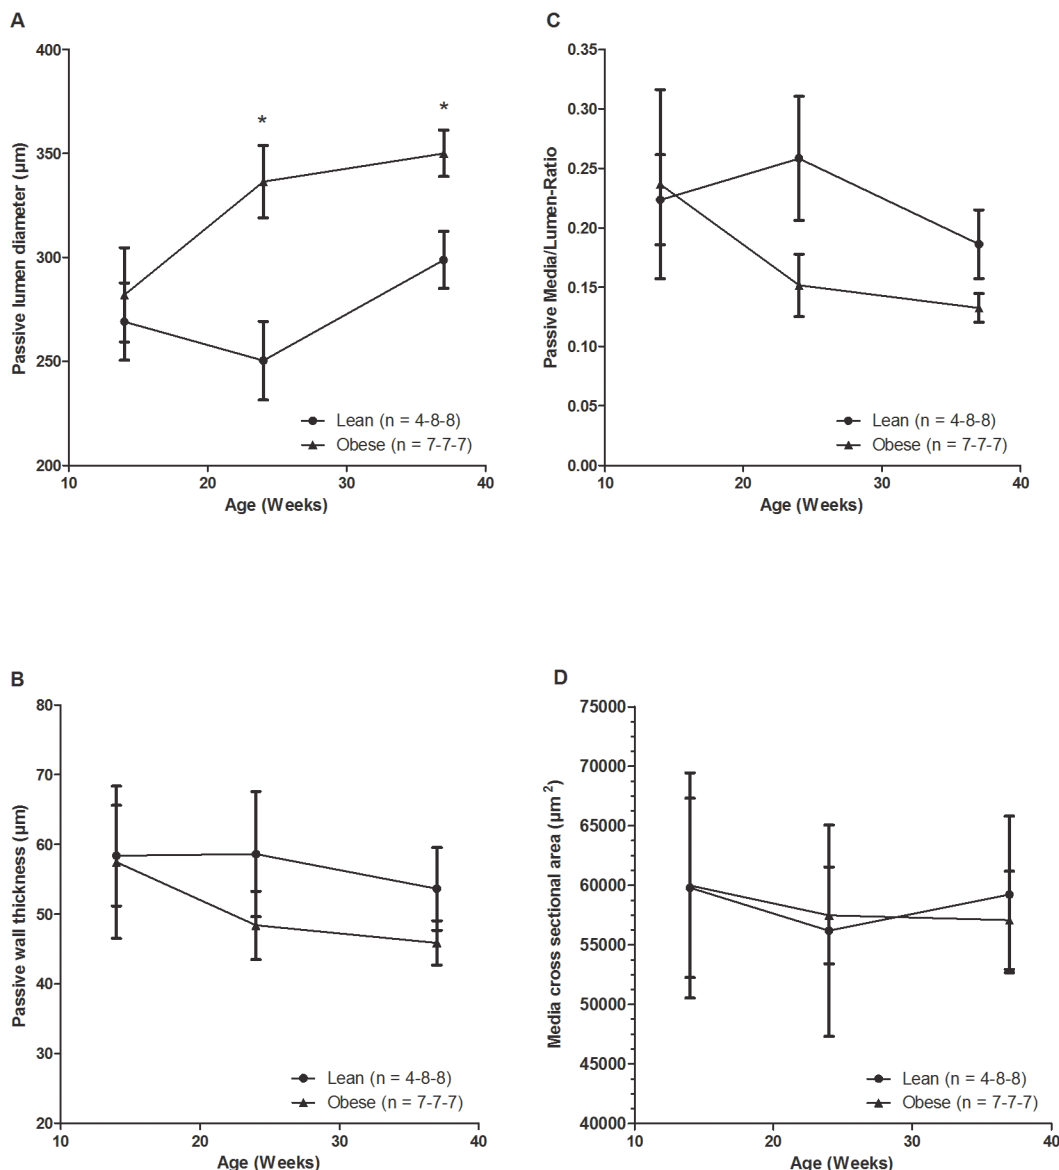 A
Passive lumen diameter (µm)
400
350
300
250
200
*
*
Lean (n = 4-8-8)
Obese (n = 7-7-7)
10 20 30 40
Age (Weeks)
C
Passive Media/Lumen-Ratio
0.35
0.30
0.25
0.20
0.15
0.10
0.05
0.00
Lean (n = 4-8-8)
Obese (n = 7-7-7)
10 20 30 40
Age (Weeks)
B
Passive wall thickness (µm)
80
70
60
50
40
30
20
Lean (n = 4-8-8)
Obese (n = 7-7-7)
10 20 30 40
Age (Weeks)
D
Media cross sectional area (µm²)
75000
70000
65000
60000
55000
50000
45000
40000
Lean (n = 4-8-8)
Obese (n = 7-7-7)
10 20 30 40
Age (Weeks)